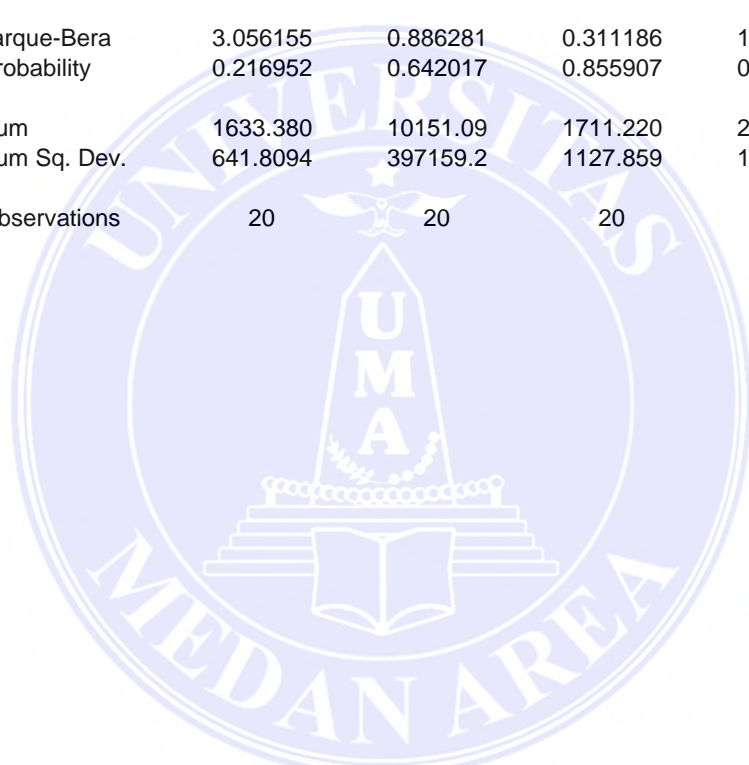 arque-Bera 3.056155 0.886281 0.311186 1
robability 0.216952 0.642017 0.855907 0
um 1633.380 10151.09 1711.220 2
um Sq. Dev. 641.8094 397159.2 1127.859 1
bservations 20 20 20
UNIVERSITAS
UMA
MEDAN AREA